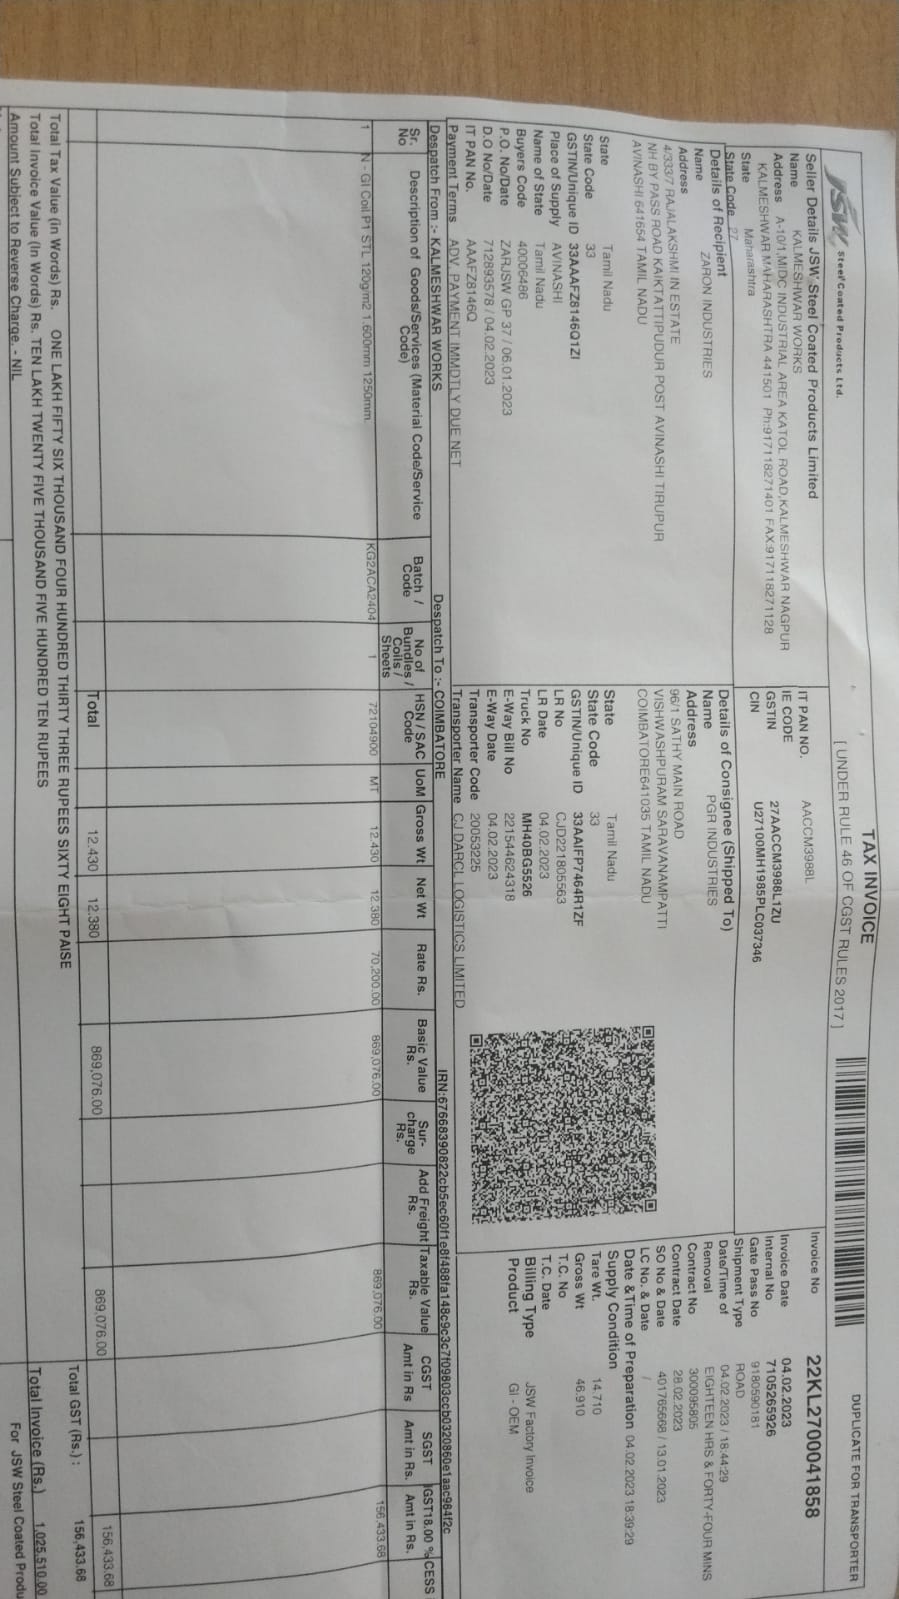 JSW Steel Coated Products Ltd.
TAX INVOICE
[ UNDER RULE 46 OF CGST RULES 2017 ]
DUPLICATE FOR TRANSPORTER
Seller Details JSW Steel Coated Products Limited
Name KALMESHWAR WORKS
Address A-10/1,MIDC INDUSTRIAL AREA KATOL ROAD,KALMESHWAR NAGPUR
KALMESHWAR MAHARASHTRA 441501 Ph:917118271401 FAX:917118271128
State Maharashtra
State Code 27
IT PAN NO. AACCM3988L
IE CODE
GSTIN 27AACCM3988L1ZU
CIN U27100MH1985PLC037346
Invoice No 22KL2700041858
Invoice Date 04.02.2023
Internal No 7105265926
Gate Pass No 9180590181
Shipment Type ROAD
Date/Time of 04.02.2023 / 18:44:29
Removal EIGHTEEN HRS & FORTY-FOUR MINS
Contract No 300095805
Contract Date 28.02.2023
SO No & Date 401765668 / 13.01.2023
LC No. & Date /
Date &Time of Preparation 04.02.2023 18:39:29
Supply Condition
Tare Wt. 14.710
Gross Wt 46.910
T.C. No
T.C. Date
Billing Type JSW Factory Invoice
Product GI - OEM
Details of Recipient
Name ZARON INDUSTRIES
Address
4/333/7 RAJALAKSHMI IN ESTATE
NH BY PASS ROAD KAIKTATTIPUDUR POST AVINASHI TIRUPUR
AVINASHI 641654 TAMIL NADU
State Tamil Nadu
State Code 33
GSTIN/Unique ID 33AAAFZ8146Q1ZI
Place of Supply AVINASHI
Name of State Tamil Nadu
Buyers Code 40006486
P.O. No/Date ZARJSW GP 37 / 06.01.2023
D.O No/Date 712893578 / 04.02.2023
IT PAN No. AAAFZ8146Q
Payment Terms ADV. PAYMENT IMMDTLY DUE NET
Details of Consignee (Shipped To)
Name PGR INDUSTRIES
Address
96/1 SATHY MAIN ROAD
VISHWASHPURAM SARAVANAMPATTI
COIMBATORE641035 TAMIL NADU
State Tamil Nadu
State Code 33
GSTIN/Unique ID 33AAIFP7464R1ZF
LR No CJD221805563
LR Date 04.02.2023
Truck No MH40BG5526
E-Way Bill No 221544624318
E-Way Date 04.02.2023
Transporter Code 20053225
Transporter Name CJ DARCL LOGISTICS LIMITED
Despatch From :- KALMESHWAR WORKS Despatch To :- COIMBATORE
Sr. No Description of Goods/Services (Material Code/Service Code) Batch / Code No of Bundles / Coils / Sheets HSN / SAC Code UoM Gross Wt Net Wt Rate Rs. Basic Value Rs. Sur-charge Rs. Add Freight Rs. Taxable Value Rs. CGST Amt in Rs SGST Amt in Rs. IGST18.00 % Amt in Rs. CESS
1 N - GI Coil P1 STL 120gm2 1.600mm 1250mm KG2ACA2404 1 72104900 MT 12.430 12.380 70,200.00 869,076.00 869,076.00 156,433.68
Total 12.430 12.380 869,076.00 869,076.00 156,433.68
Total Tax Value (in Words) Rs. ONE LAKH FIFTY SIX THOUSAND FOUR HUNDRED THIRTY THREE RUPEES SIXTY EIGHT PAISE
Total GST (Rs.) : 156,433.68
Total Invoice Value (In Words) Rs. TEN LAKH TWENTY FIVE THOUSAND FIVE HUNDRED TEN RUPEES
Total Invoice (Rs.) 1,025,510.00
Amount Subject to Reverse Charge. - NIL
For JSW Steel Coated Produ